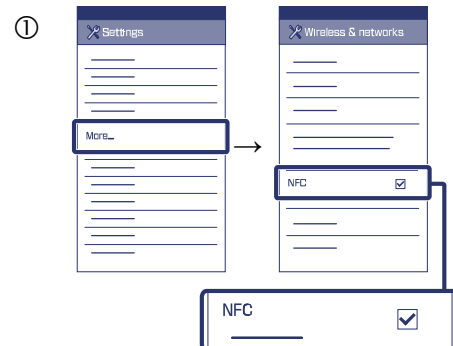 ①
Settings
Wireless & networks
More...
→
NFC
NFC